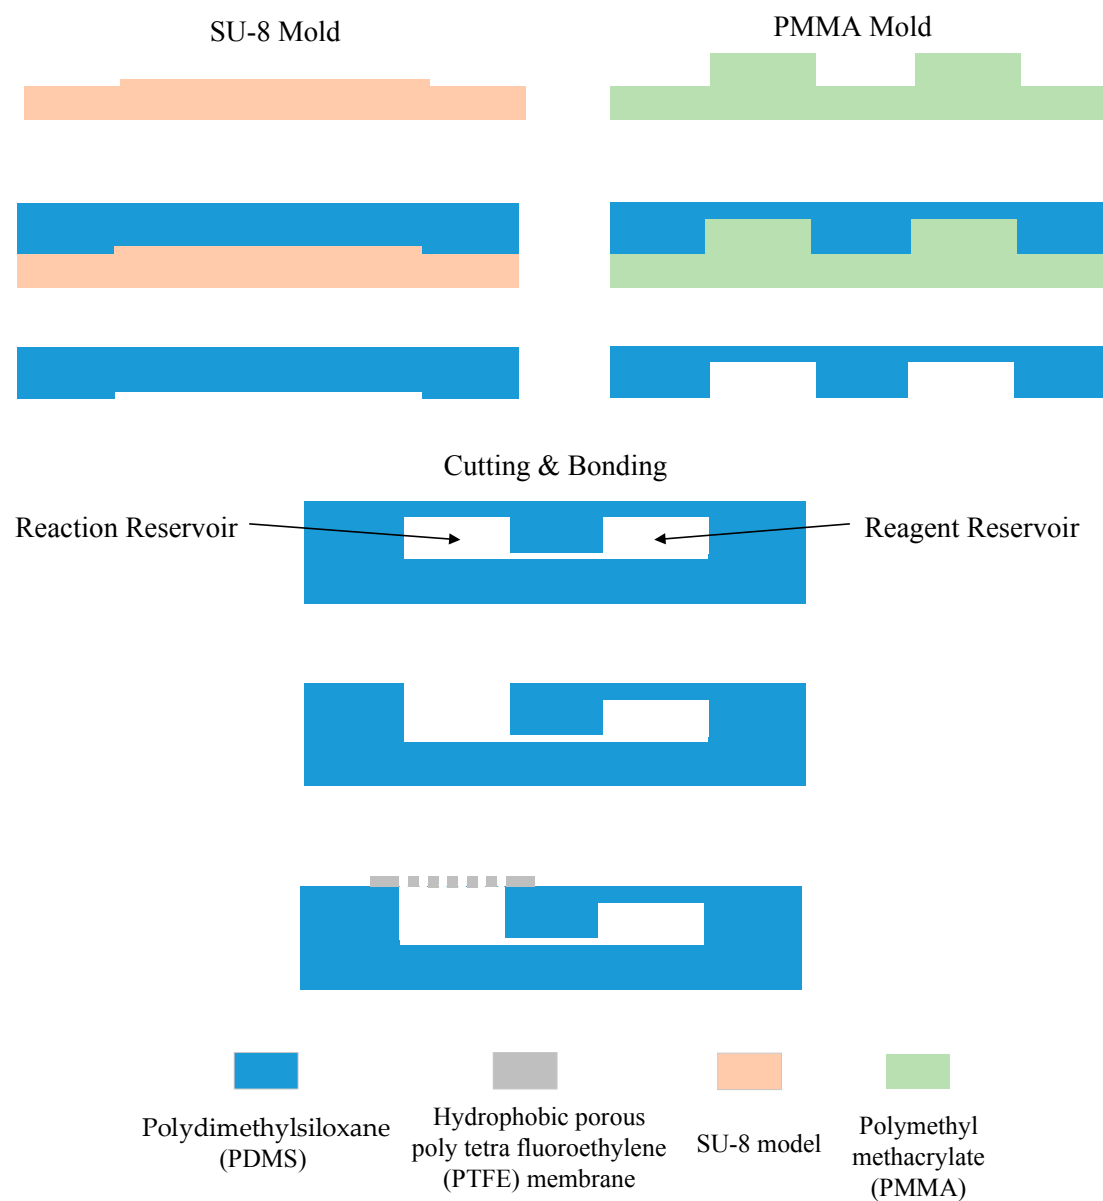 SU-8 Mold
PMMA Mold
Cutting & Bonding
Reaction Reservoir
Reagent Reservoir
Polydimethylsiloxane
(PDMS)
Hydrophobic porous
poly tetra fluoroethylene
(PTFE) membrane
SU-8 model
Polymethyl
methacrylate
(PMMA)